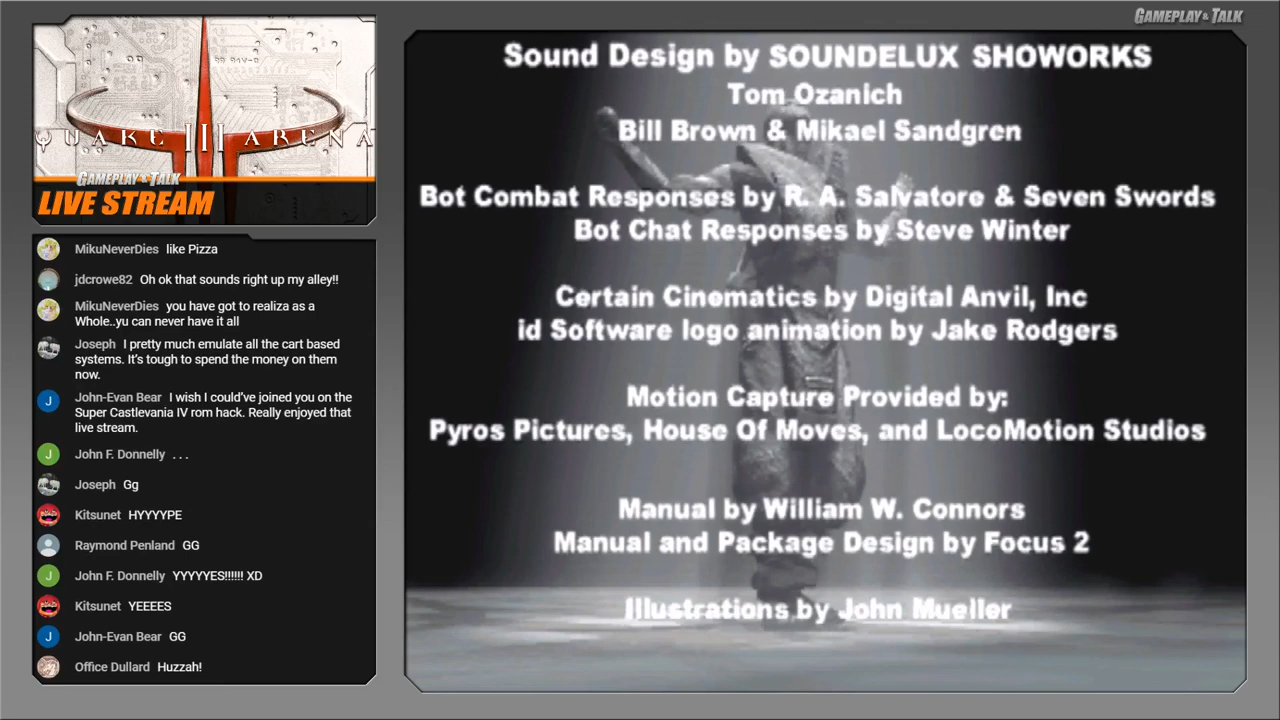 GAMEPLAY & TALK
QUAKE III ARENA
GAMEPLAY & TALK
LIVE STREAM
MikuNeverDies like Pizza
jdcrowe82 Oh ok that sounds right up my alley!!
MikuNeverDies you have got to realiza as a
Whole..yu can never have it all
Joseph I pretty much emulate all the cart based
systems. It's tough to spend the money on them
now.
J
John-Evan Bear I wish I could've joined you on the
Super Castlevania IV rom hack. Really enjoyed that
live stream.
J
John F. Donnelly . . .
Joseph Gg
Kitsunet HYYYYPE
Raymond Penland GG
J
John F. Donnelly YYYYYES!!!!!! XD
Kitsunet YEEEES
J
John-Evan Bear GG
Office Dullard Huzzah!
Sound Design by SOUNDELUX SHOWORKS
Tom Ozanich
Bill Brown & Mikael Sandgren
Bot Combat Responses by R. A. Salvatore & Seven Swords
Bot Chat Responses by Steve Winter
Certain Cinematics by Digital Anvil, Inc
id Software logo animation by Jake Rodgers
Motion Capture Provided by:
Pyros Pictures, House Of Moves, and LocoMotion Studios
Manual by William W. Connors
Manual and Package Design by Focus 2
Illustrations by John Mueller